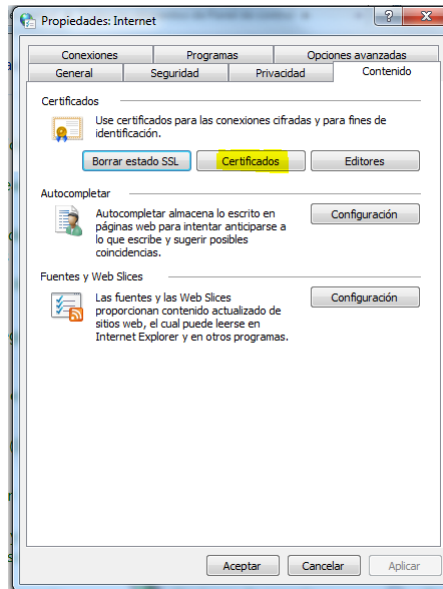 Propiedades: Internet
Conexiones Programas Opciones avanzadas
General Seguridad Privacidad Contenido
Certificados
Use certificados para las conexiones cifradas y para fines de
identificación.
Borrar estado SSL Certificados Editores
Autocompletar
Autocompletar almacena lo escrito en
páginas web para intentar anticiparse a
lo que escribe y sugerir posibles
coincidencias.
Configuración
Fuentes y Web Slices
Las fuentes y las Web Slices
proporcionan contenido actualizado de
sitios web, el cual puede leerse en
Internet Explorer y en otros programas.
Configuración
Aceptar Cancelar Aplicar